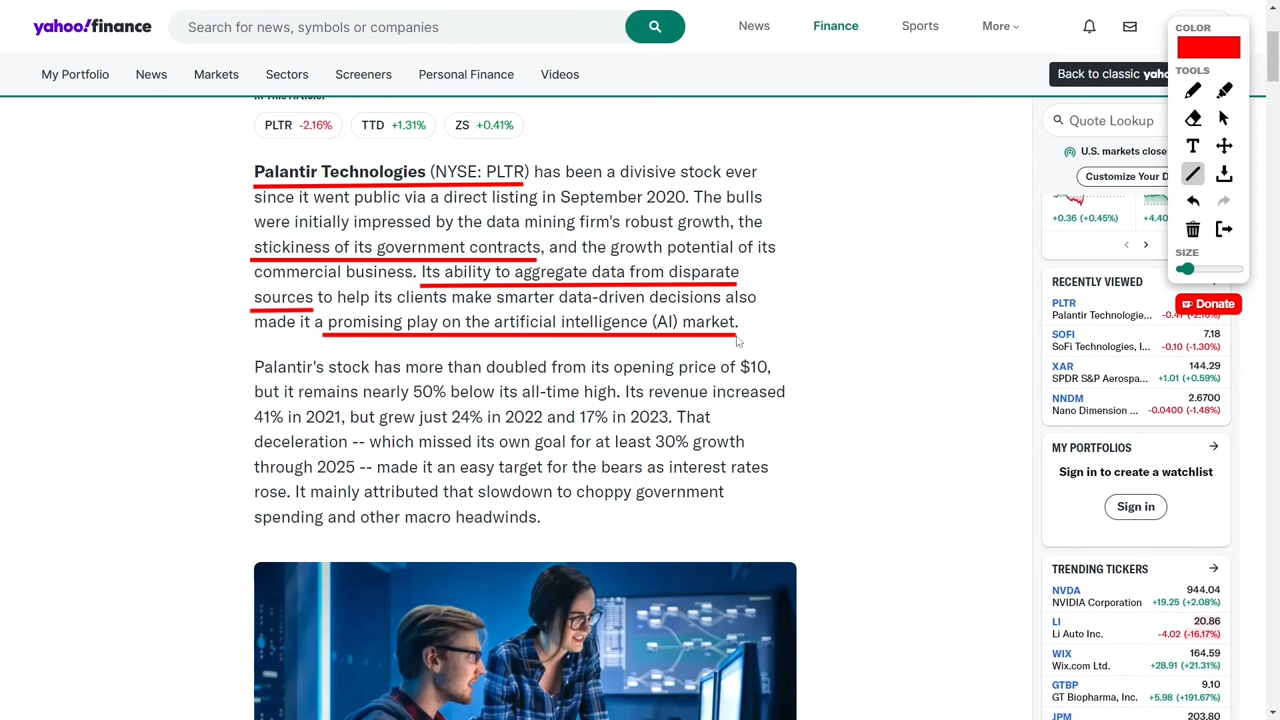 yahoo!finance
Search for news, symbols or companies
News
Finance
Sports
More
My Portfolio
News
Markets
Sectors
Screeners
Personal Finance
Videos
Back to classic
PLTR -2.16%
TTD +1.31%
ZS +0.41%
Palantir Technologies (NYSE: PLTR) has been a divisive stock ever
since it went public via a direct listing in September 2020. The bulls
were initially impressed by the data mining firm's robust growth, the
stickiness of its government contracts, and the growth potential of its
commercial business. Its ability to aggregate data from disparate
sources to help its clients make smarter data-driven decisions also
made it a promising play on the artificial intelligence (AI) market.
Palantir's stock has more than doubled from its opening price of $10,
but it remains nearly 50% below its all-time high. Its revenue increased
41% in 2021, but grew just 24% in 2022 and 17% in 2023. That
deceleration -- which missed its own goal for at least 30% growth
through 2025 -- made it an easy target for the bears as interest rates
rose. It mainly attributed that slowdown to choppy government
spending and other macro headwinds.
COLOR
TOOLS
T
SIZE
Donate
Quote Lookup
U.S. markets close
Customize Your
+0.36 (+0.45%)
+4.40
RECENTLY VIEWED
PLTR
Palantir Technologie...
SOFI 7.18
SoFi Technologies, I... -0.10 (-1.30%)
XAR 144.29
SPDR S&P Aerospa... +1.01 (+0.59%)
NNDM 2.6700
Nano Dimension ... -0.0400 (-1.48%)
MY PORTFOLIOS
Sign in to create a watchlist
Sign in
TRENDING TICKERS
NVDA 944.04
NVIDIA Corporation +19.25 (+2.08%)
LI 20.86
Li Auto Inc. -4.02 (-16.17%)
WIX 164.59
Wix.com Ltd. +28.91 (+21.31%)
GTBP 9.10
GT Biopharma, Inc. +5.98 (+191.67%)
JPM 203.80